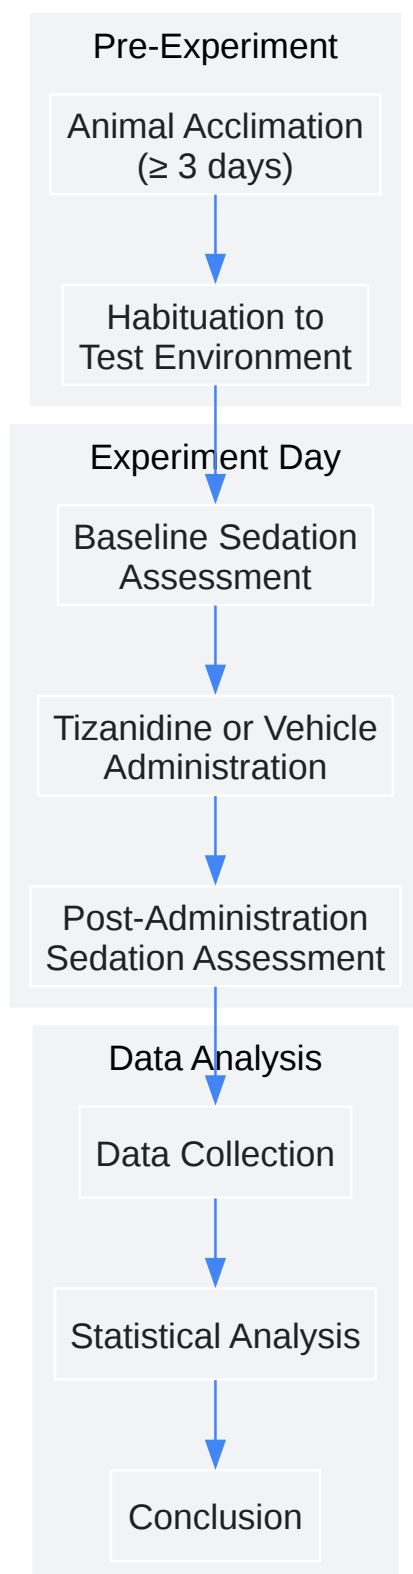 Pre-Experiment
Animal Acclimation
(≥ 3 days)
Habituation to
Test Environment
Experiment Day
Baseline Sedation
Assessment
Tizanidine or Vehicle
Administration
Post-Administration
Sedation Assessment
Data Analysis
Data Collection
Statistical Analysis
Conclusion